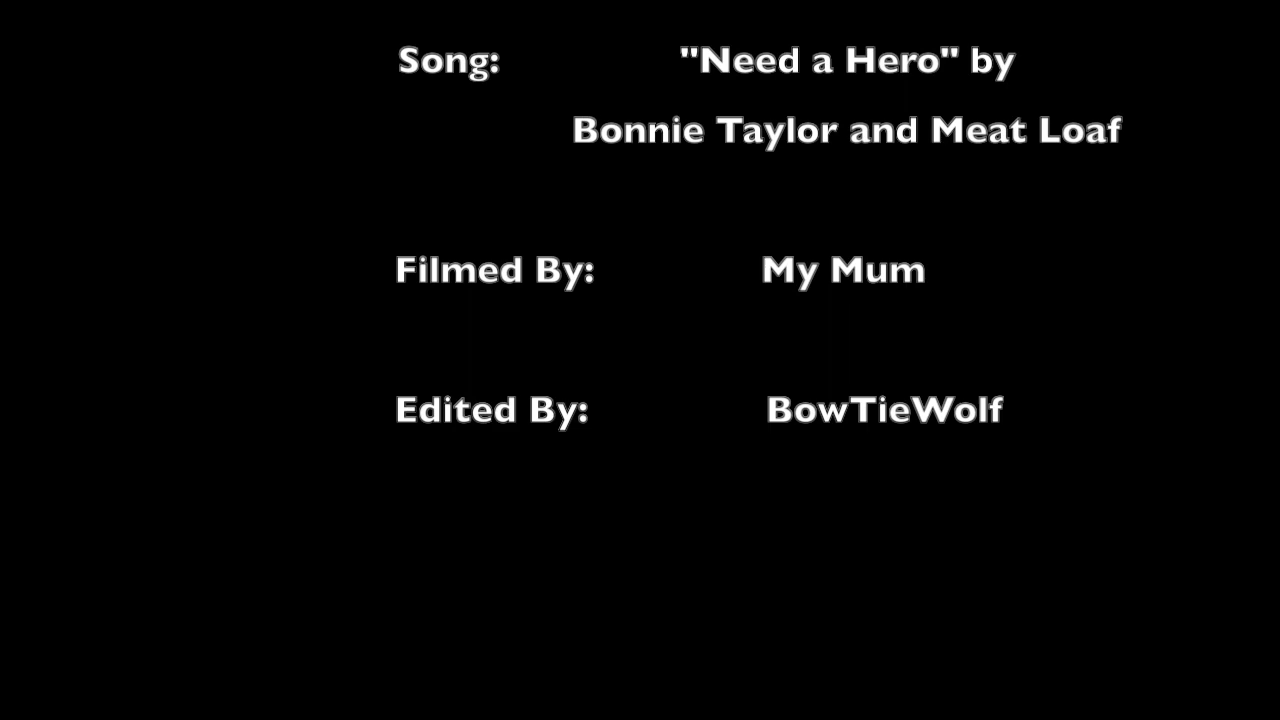 Song: "Need a Hero" by
Bonnie Taylor and Meat Loaf
Filmed By: My Mum
Edited By: BowTieWolf